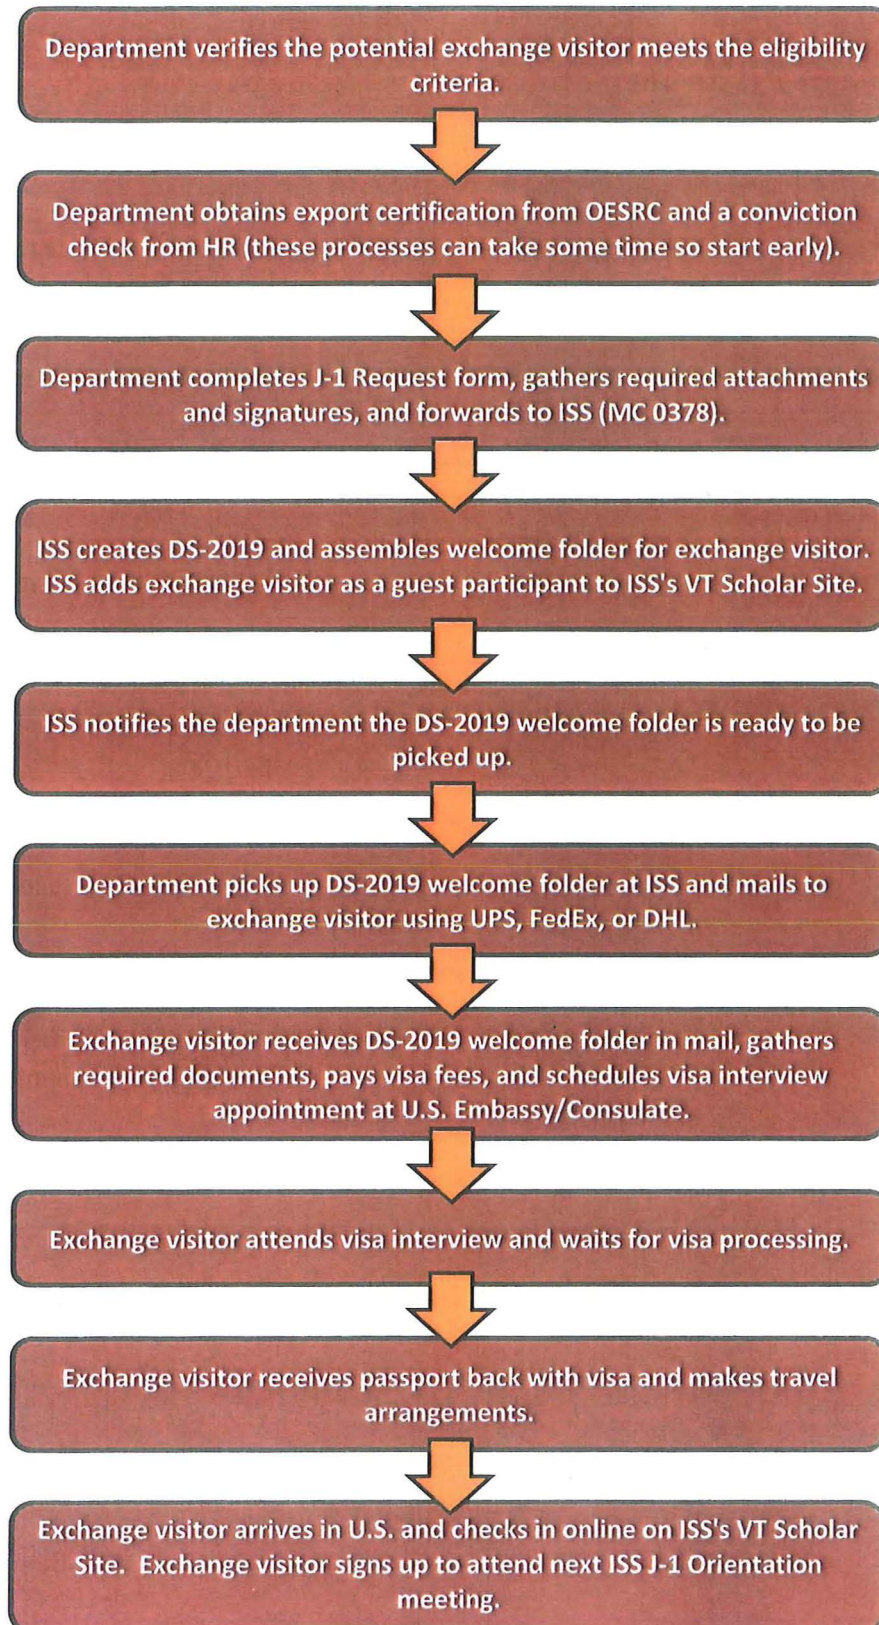 Department verifies the potential exchange visitor meets the eligibility
criteria.
Department obtains export certification from OESRC and a conviction
check from HR (these processes can take some time so start early).
Department completes J-1 Request form, gathers required attachments
and signatures, and forwards to ISS (MC 0378).
ISS creates DS-2019 and assembles welcome folder for exchange visitor.
ISS adds exchange visitor as a guest participant to ISS's VT Scholar Site.
ISS notifies the department the DS-2019 welcome folder is ready to be
picked up.
Department picks up DS-2019 welcome folder at ISS and mails to
exchange visitor using UPS, FedEx, or DHL.
Exchange visitor receives DS-2019 welcome folder in mail, gathers
required documents, pays visa fees, and schedules visa interview
appointment at U.S. Embassy/Consulate.
Exchange visitor attends visa interview and waits for visa processing.
Exchange visitor receives passport back with visa and makes travel
arrangements.
Exchange visitor arrives in U.S. and checks in online on ISS's VT Scholar
Site.  Exchange visitor signs up to attend next ISS J-1 Orientation
meeting.